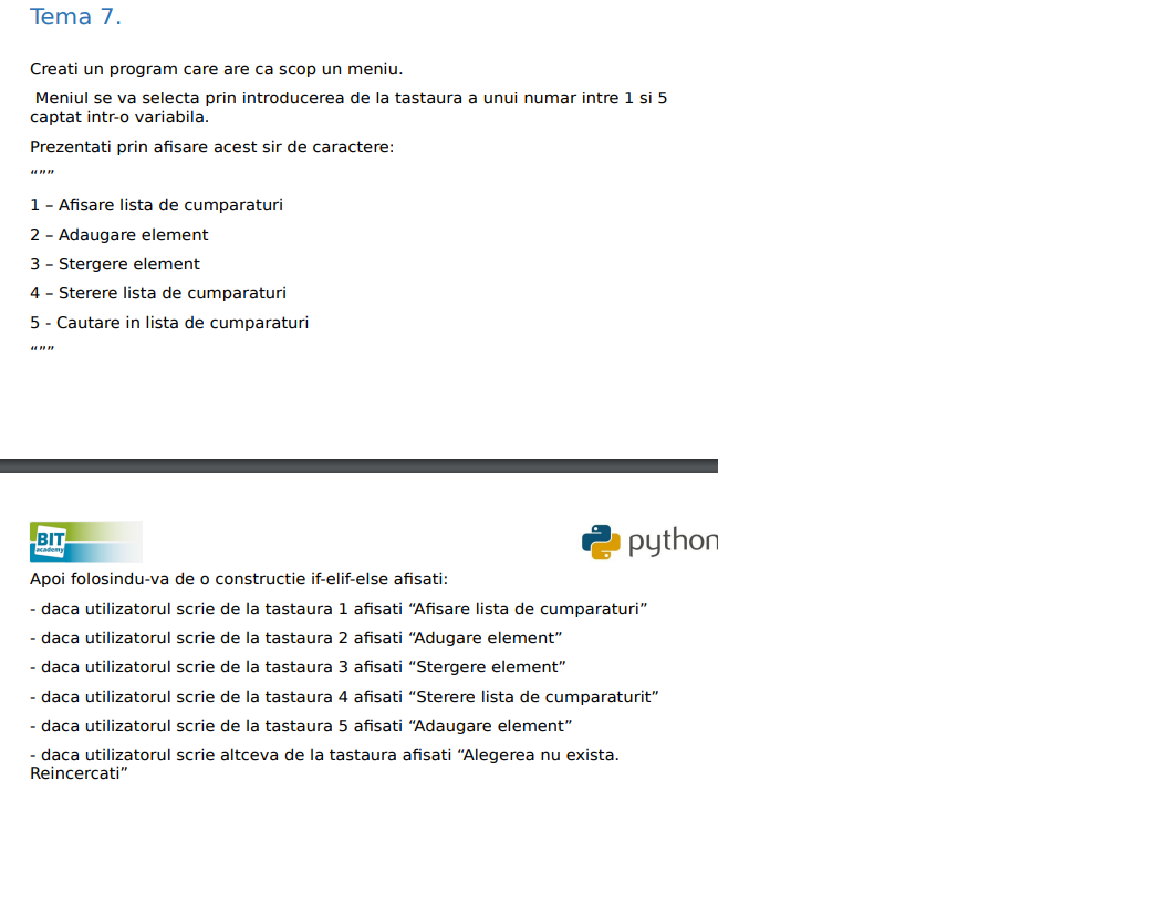 Tema 7.
Creati un program care are ca scop un meniu.
Meniul se va selecta prin introducerea de la tastaura a unui numar intre 1 si 5
captat intr-o variabila.
Prezentati prin afisare acest sir de caractere:
“””
1 – Afisare lista de cumparaturi
2 – Adaugare element
3 – Stergere element
4 – Sterere lista de cumparaturi
5 - Cautare in lista de cumparaturi
“””
BIT
academy
python
Apoi folosindu-va de o constructie if-elif-else afisati:
- daca utilizatorul scrie de la tastaura 1 afisati “Afisare lista de cumparaturi”
- daca utilizatorul scrie de la tastaura 2 afisati “Adugare element”
- daca utilizatorul scrie de la tastaura 3 afisati “Stergere element”
- daca utilizatorul scrie de la tastaura 4 afisati “Sterere lista de cumparaturit”
- daca utilizatorul scrie de la tastaura 5 afisati “Adaugare element”
- daca utilizatorul scrie altceva de la tastaura afisati “Alegerea nu exista.
Reincercati”